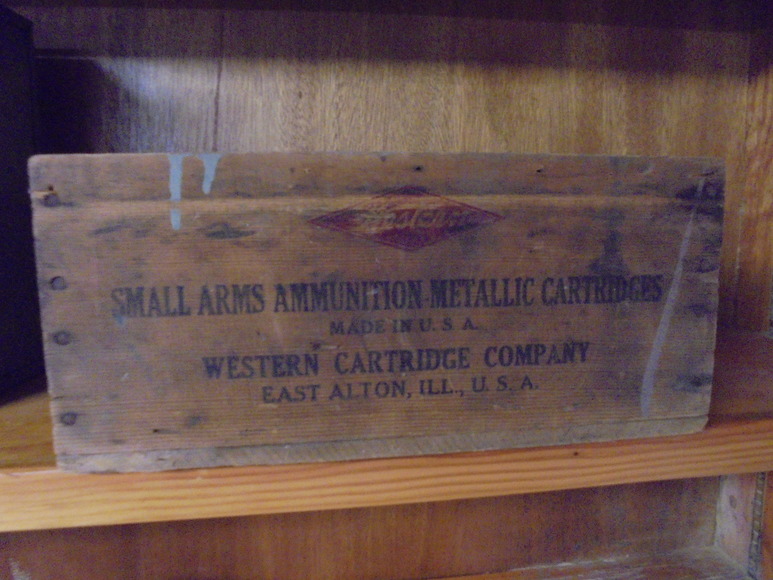 SMALL ARMS AMMUNITION-METALLIC CARTRIDGES
MADE IN U. S A.
WESTERN CARTRIDGE COMPANY
EAST ALTON, ILL., U. S. A.